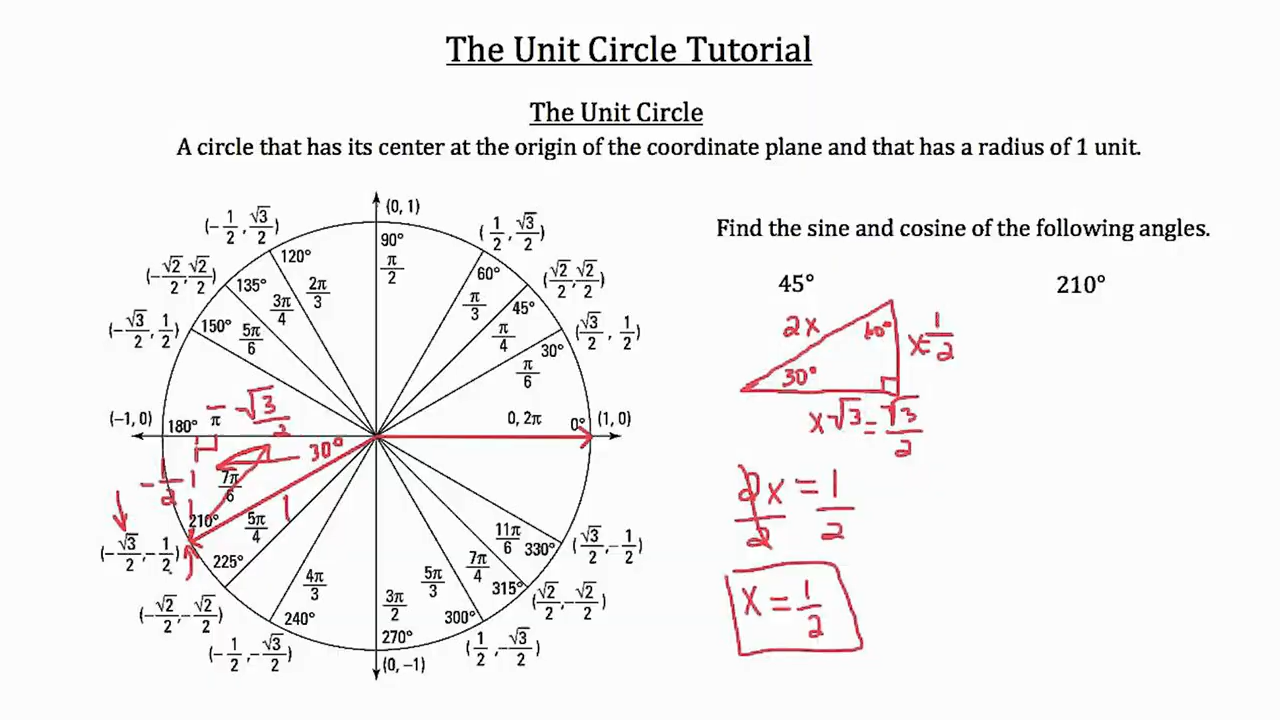 The Unit Circle Tutorial
The Unit Circle
A circle that has its center at the origin of the coordinate plane and that has a radius of 1 unit.
Find the sine and cosine of the following angles.
45° 210°
2x 60° x=1/2
30°
x√3=√3/2
2x/2 = 1/2
x = 1/2
(0, 1)
90° π/2
(1/2, √3/2)
60° π/3
(√2/2, √2/2)
45° π/4
(√3/2, 1/2)
30° π/6
0, 2π 0° (1, 0)
(-1/2, √3/2)
120° 2π/3
(-√2/2, √2/2)
135° 3π/4
(-√3/2, 1/2)
150° 5π/6
(-1, 0) 180° π
-√3/2
30°
-1/2
1
7π/6
210°
(-√3/2, -1/2)
5π/4
225°
(-√2/2, -√2/2)
4π/3
240°
(-1/2, -√3/2)
3π/2
270°
(0, -1)
5π/3
300°
(1/2, -√3/2)
7π/4
315°
(√2/2, -√2/2)
11π/6
330°
(√3/2, -1/2)